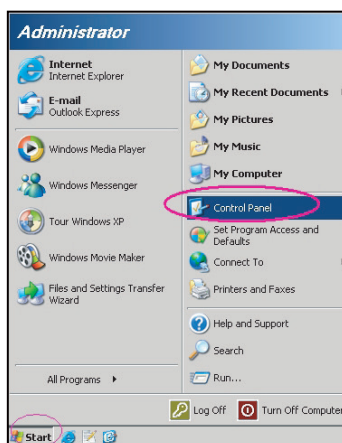 Administrator
Internet
Internet Explorer
E-mail
Outlook Express
Windows Media Player
Windows Messenger
Tour Windows XP
Windows Movie Maker
Files and Settings Transfer
Wizard
All Programs
My Documents
My Recent Documents
My Pictures
My Music
My Computer
Control Panel
Set Program Access and
Defaults
Connect To
Printers and Faxes
Help and Support
Search
Run...
Log Off
Turn Off Computer
Start